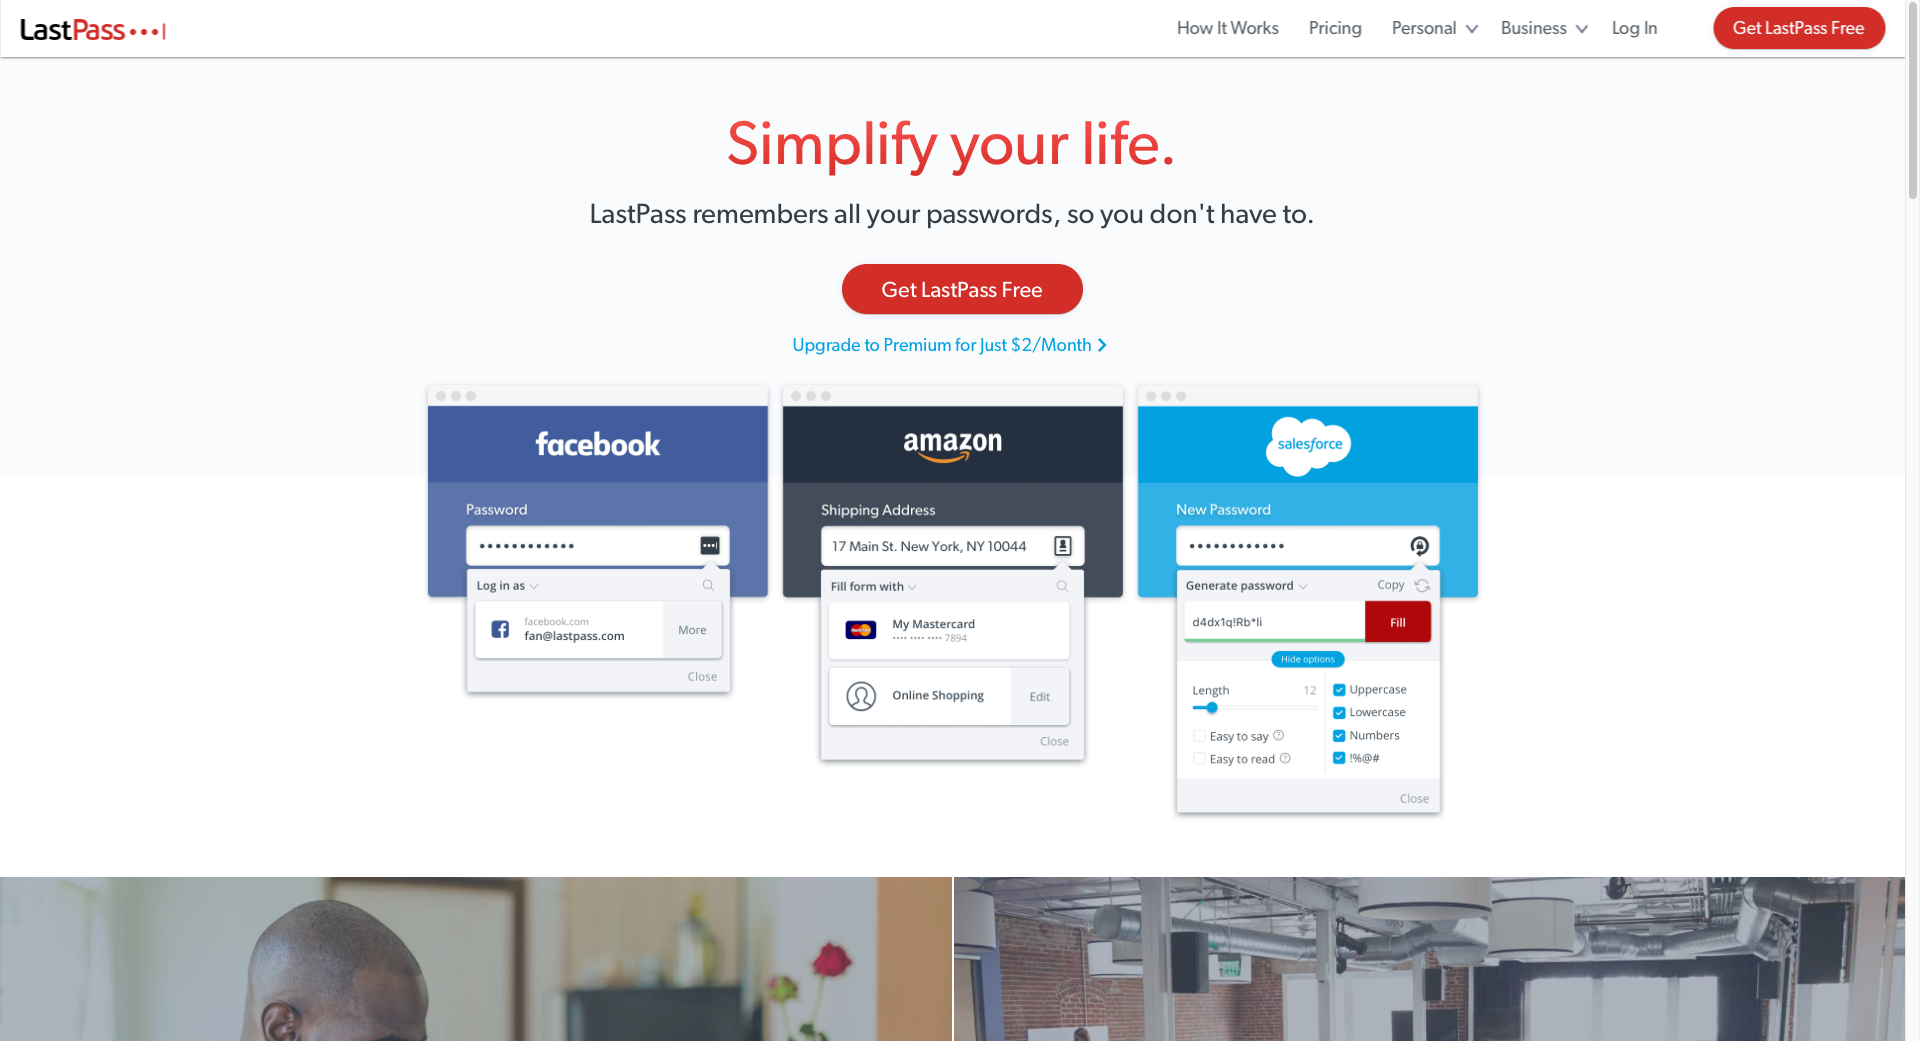 LastPass
How It Works
Pricing
Personal
Business
Log In
Get LastPass Free
Simplify your life.
LastPass remembers all your passwords, so you don't have to.
Get LastPass Free
Upgrade to Premium for Just $2/Month
facebook
Password
Log in as
facebook.com
fan@lastpass.com
More
Close
amazon
Shipping Address
17 Main St. New York, NY 10044
Fill form with
My Mastercard
•••• •••• •••• 7894
Online Shopping
Edit
Close
salesforce
New Password
Generate password
Copy
d4dx1q!Rb*li
Fill
Hide options
Length
12
Easy to say
Easy to read
Uppercase
Lowercase
Numbers
!%@#
Close